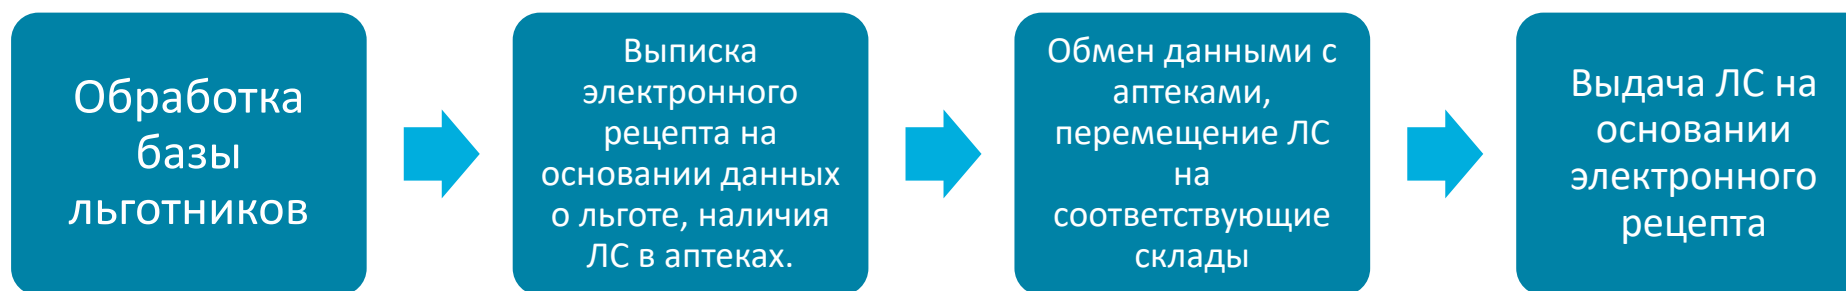 Обработка
базы
льготников
Выписка
электронного
рецепта на
основании данных
о льготе, наличия
ЛС в аптеках.
Обмен данными с
аптеками,
перемещение ЛС
на
соответствующие
склады
Выдача ЛС на
основании
электронного
рецепта